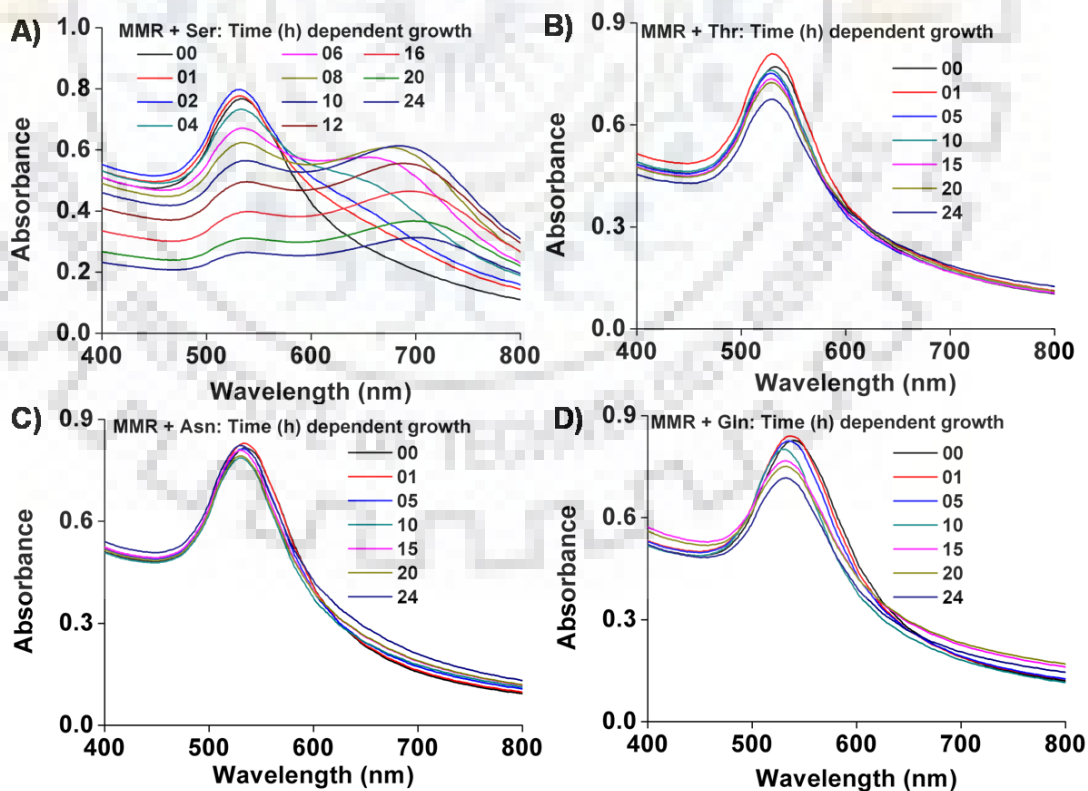 A)
MMR + Ser: Time (h) dependent growth
00 06 16
01 08 20
02 10 24
04 12
1.0
0.8
0.6
0.4
0.2
0.0
Absorbance
400 500 600 700 800
Wavelength (nm)
B)
MMR + Thr: Time (h) dependent growth
00
01
05
10
15
20
24
0.9
0.6
0.3
0.0
Absorbance
400 500 600 700 800
Wavelength (nm)
C)
MMR + Asn: Time (h) dependent growth
00
01
05
10
15
20
24
0.9
0.6
0.3
0.0
Absorbance
400 500 600 700 800
Wavelength (nm)
D)
MMR + Gln: Time (h) dependent growth
00
01
05
10
15
20
24
0.9
0.6
0.3
0.0
Absorbance
400 500 600 700 800
Wavelength (nm)